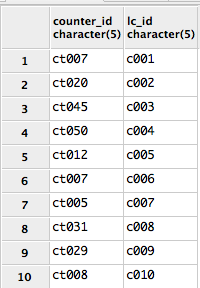 counter_id lc_id
character(5) character(5)
1 ct007 c001
2 ct020 c002
3 ct045 c003
4 ct050 c004
5 ct012 c005
6 ct007 c006
7 ct005 c007
8 ct031 c008
9 ct029 c009
10 ct008 c010